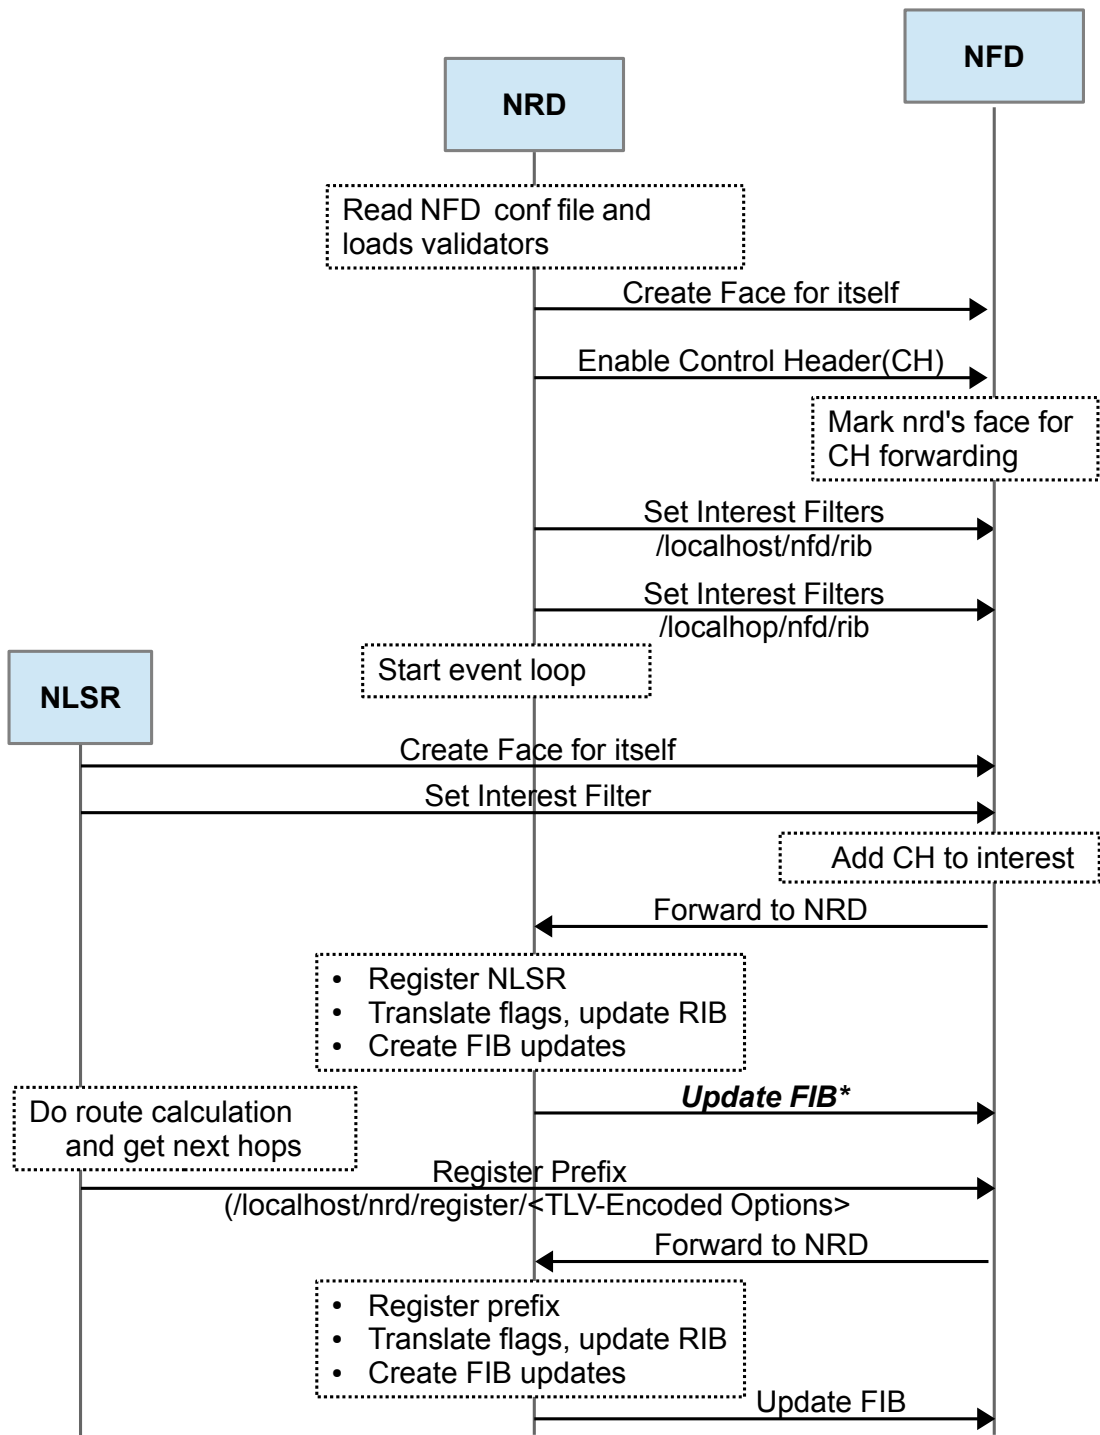 NFD
NRD
Read NFD conf file and
loads validators
Create Face for itself
Enable Control Header(CH)
Mark nrd's face for
CH forwarding
Set Interest Filters
/localhost/nfd/rib
Set Interest Filters
/localhop/nfd/rib
Start event loop
NLSR
Create Face for itself
Set Interest Filter
Add CH to interest
Forward to NRD
• Register NLSR
• Translate flags, update RIB
• Create FIB updates
Update FIB*
Do route calculation
and get next hops
Register Prefix
(/localhost/nrd/register/<TLV-Encoded Options>
Forward to NRD
• Register prefix
• Translate flags, update RIB
• Create FIB updates
Update FIB